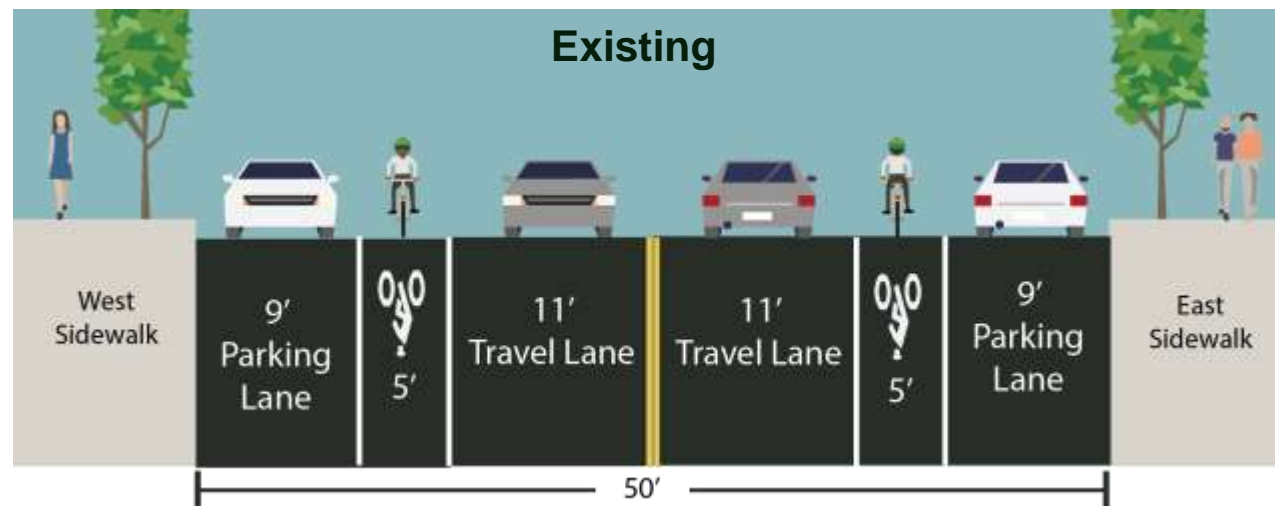 Existing
West
Sidewalk
9'
Parking
Lane
5'
11'
Travel Lane
11'
Travel Lane
5'
9'
Parking
Lane
East
Sidewalk
50'